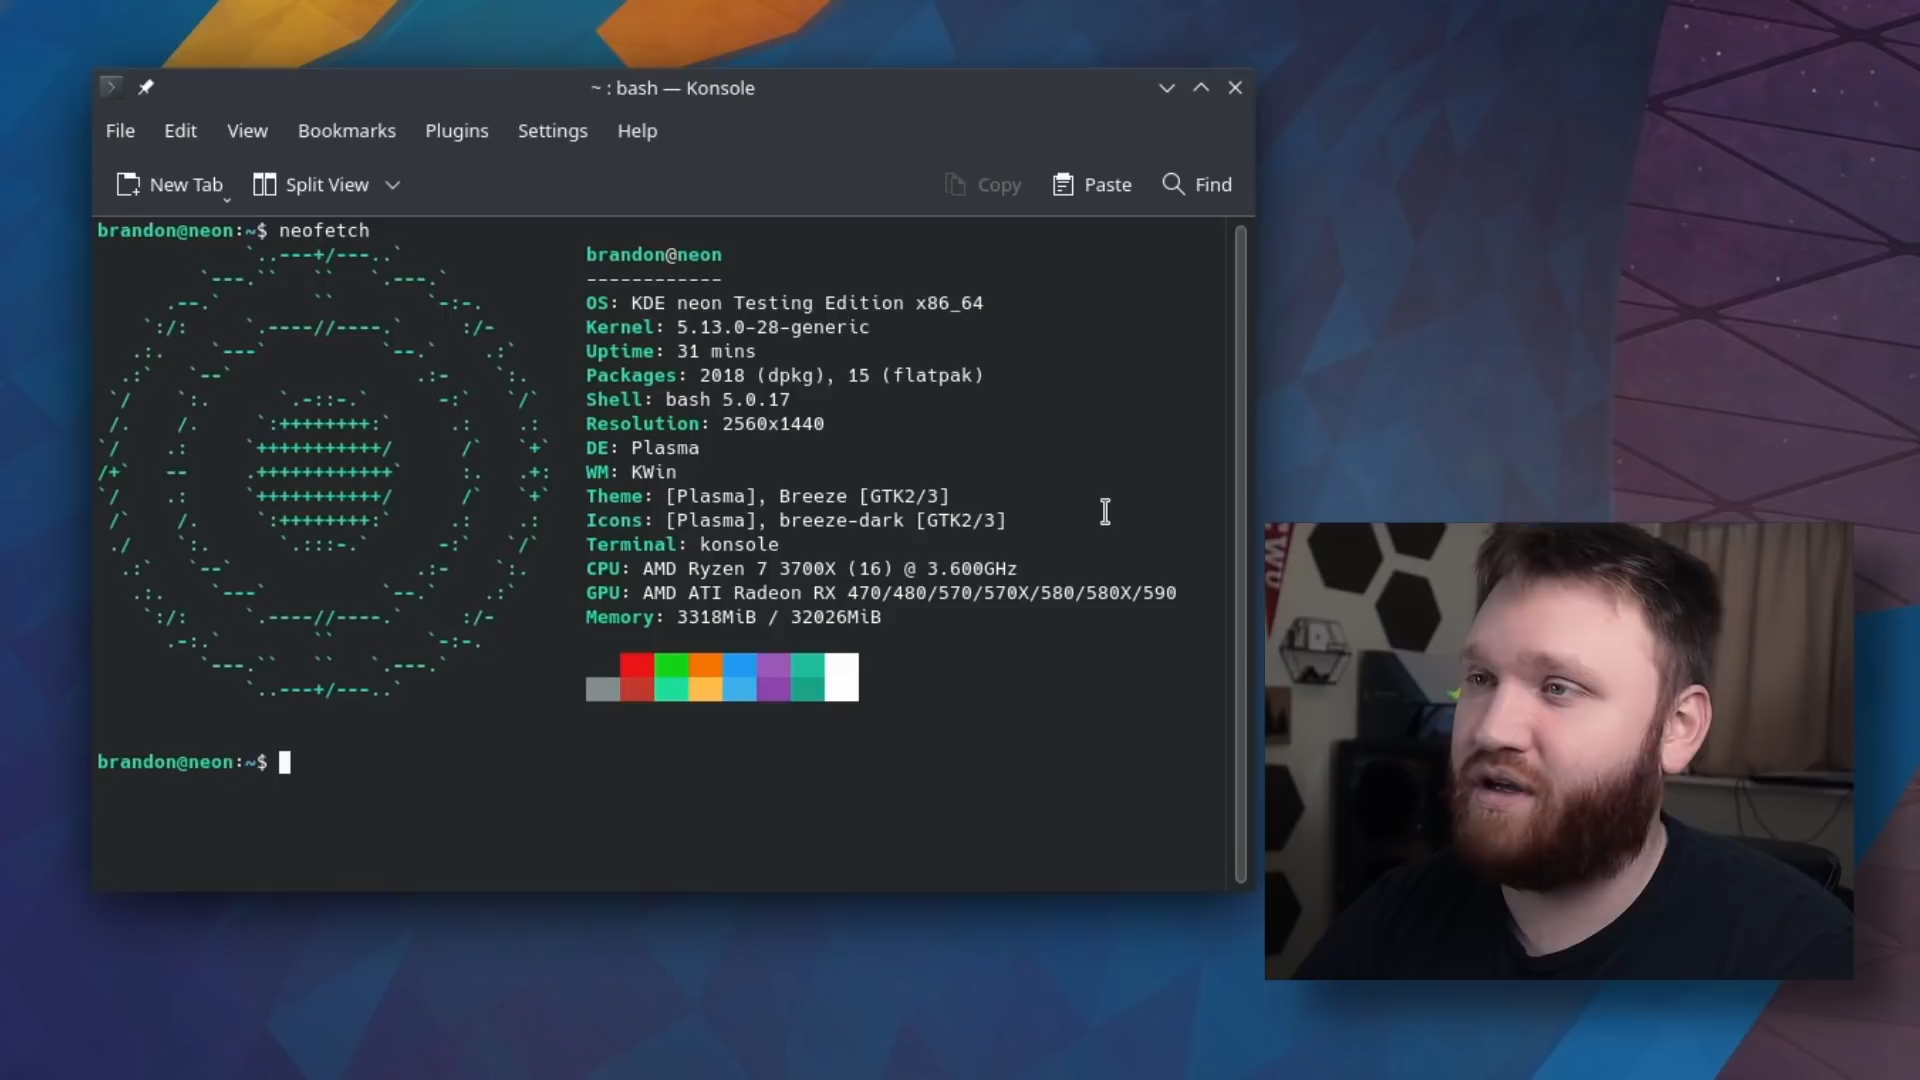 ~ : bash — Konsole
File Edit View Bookmarks Plugins Settings Help
New Tab Split View Copy Paste Find
brandon@neon:~$ neofetch
brandon@neon
------------
OS: KDE neon Testing Edition x86_64
Kernel: 5.13.0-28-generic
Uptime: 31 mins
Packages: 2018 (dpkg), 15 (flatpak)
Shell: bash 5.0.17
Resolution: 2560x1440
DE: Plasma
WM: KWin
Theme: [Plasma], Breeze [GTK2/3]
Icons: [Plasma], breeze-dark [GTK2/3]
Terminal: konsole
CPU: AMD Ryzen 7 3700X (16) @ 3.600GHz
GPU: AMD ATI Radeon RX 470/480/570/570X/580/580X/590
Memory: 3318MiB / 32026MiB
brandon@neon:~$